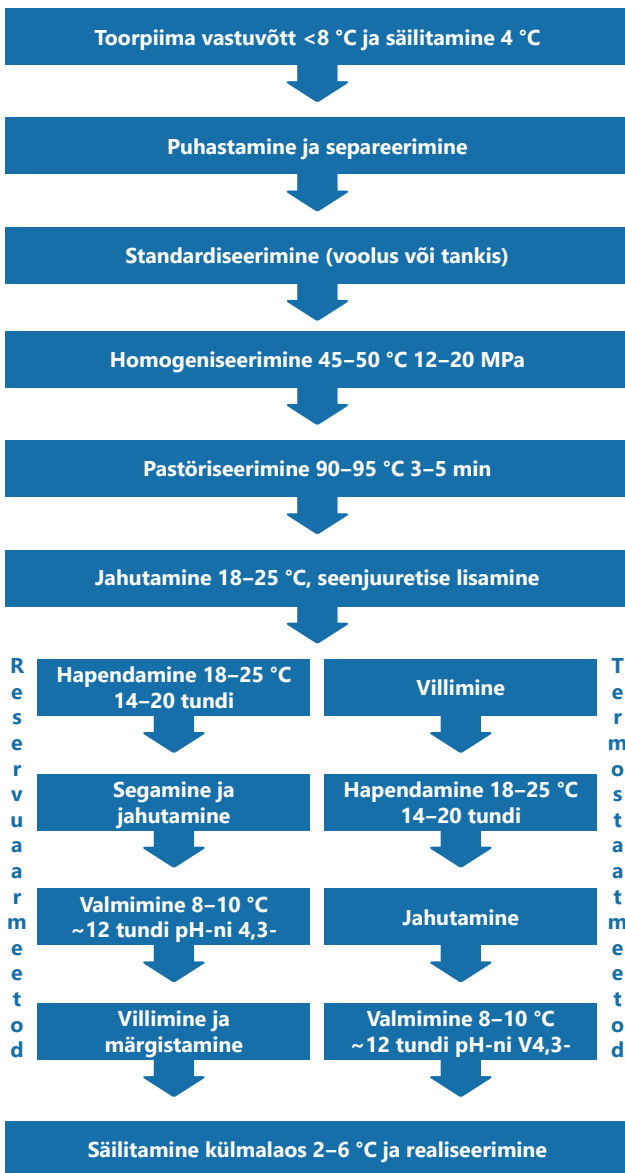 Toorpiima vastuvõtt <8 °C ja säilitamine 4 °C
Puhastamine ja separeerimine
Standardiseerimine (voolus või tankis)
Homogeniseerimine 45–50 °C 12–20 MPa
Pastöriseerimine 90–95 °C 3–5 min
Jahutamine 18–25 °C, seenjuuretise lisamine
Reservuaarmeetod
Hapendamine 18–25 °C
14–20 tundi
Segamine ja
jahutamine
Valmimine 8–10 °C
~12 tundi pH-ni 4,3-
Villimine ja
märgistamine
Termostaatmeetod
Villimine
Hapendamine 18–25 °C
14–20 tundi
Jahutamine
Valmimine 8–10 °C
~12 tundi pH-ni V4,3-
Säilitamine külmalaos 2–6 °C ja realiseerimine